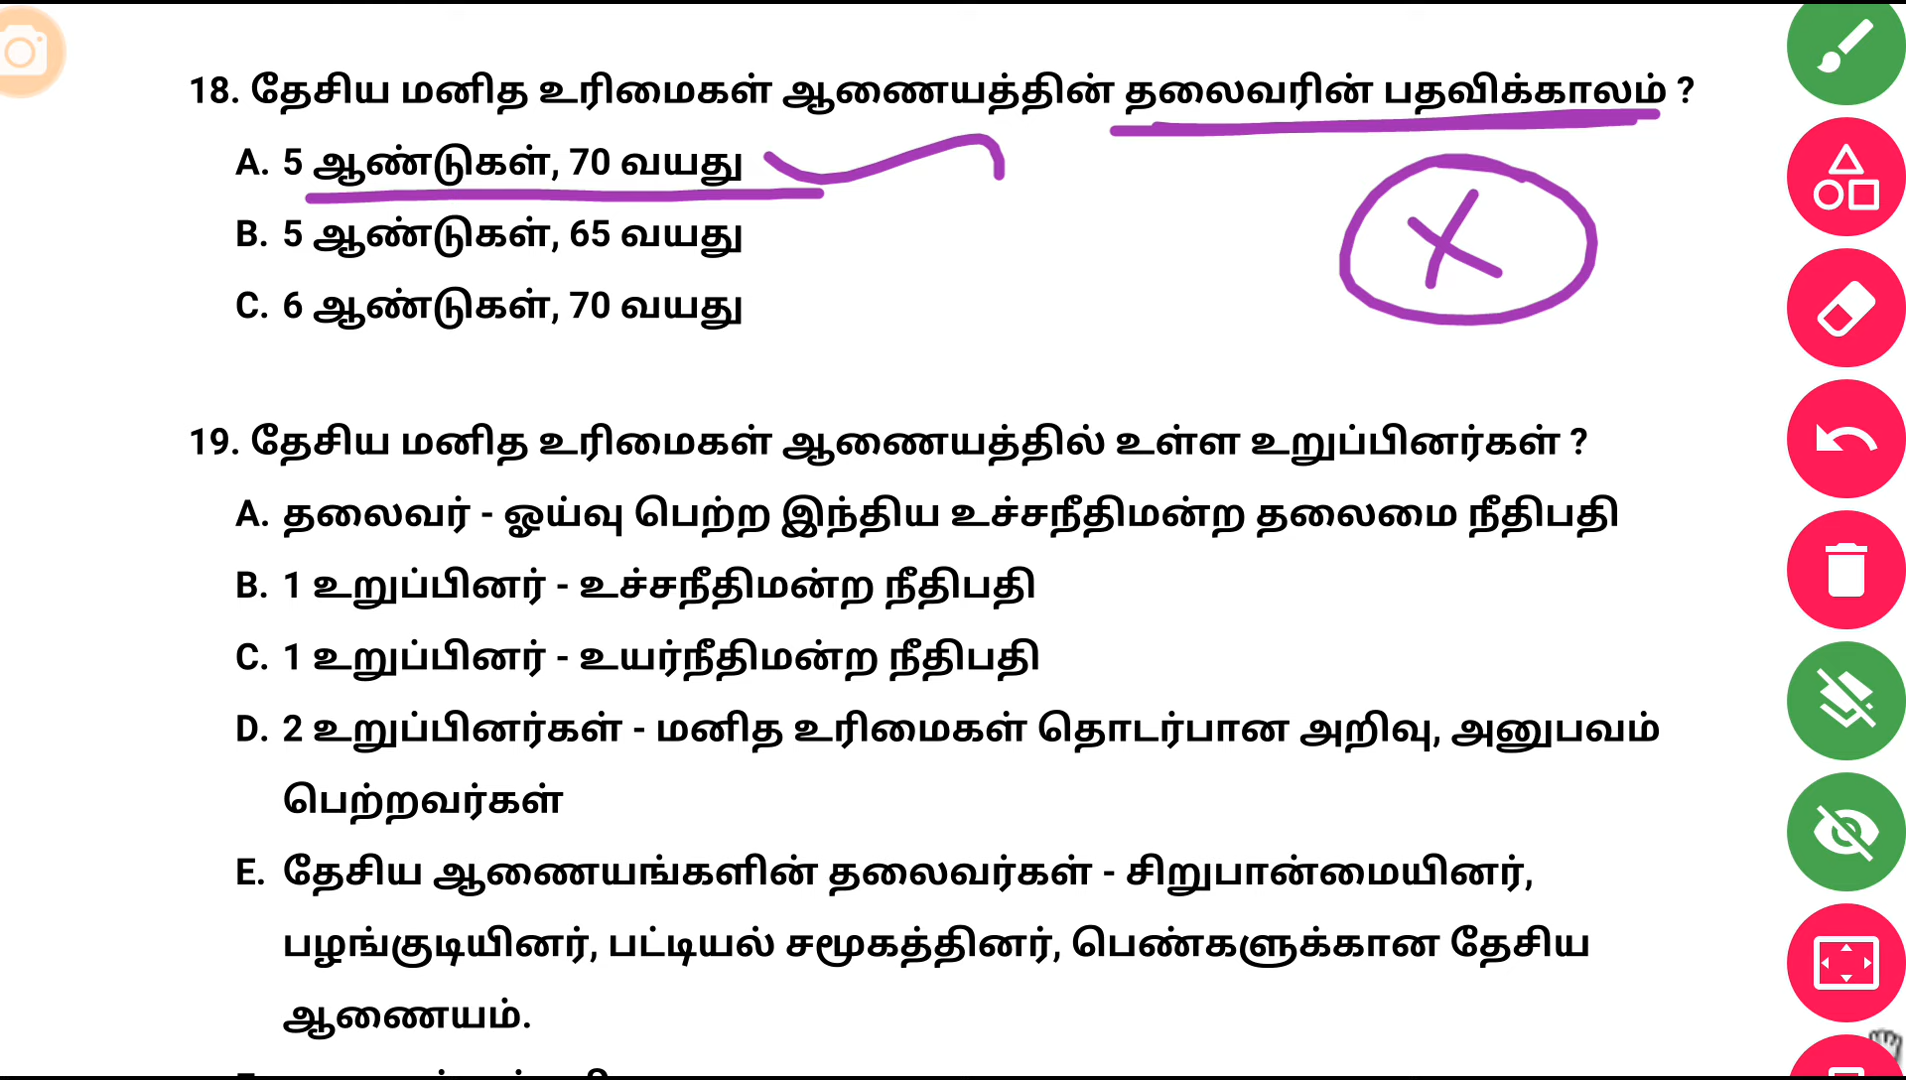 18. தேசிய மனித உரிமைகள் ஆணையத்தின் தலைவரின் பதவிக்காலம் ?
A. 5 ஆண்டுகள், 70 வயது
B. 5 ஆண்டுகள், 65 வயது
C. 6 ஆண்டுகள், 70 வயது
19. தேசிய மனித உரிமைகள் ஆணையத்தில் உள்ள உறுப்பினர்கள் ?
A. தலைவர் - ஓய்வு பெற்ற இந்திய உச்சநீதிமன்ற தலைமை நீதிபதி
B. 1 உறுப்பினர் - உச்சநீதிமன்ற நீதிபதி
C. 1 உறுப்பினர் - உயர்நீதிமன்ற நீதிபதி
D. 2 உறுப்பினர்கள் - மனித உரிமைகள் தொடர்பான அறிவு, அனுபவம்
பெற்றவர்கள்
E. தேசிய ஆணையங்களின் தலைவர்கள் - சிறுபான்மையினர்,
பழங்குடியினர், பட்டியல் சமூகத்தினர், பெண்களுக்கான தேசிய
ஆணையம்.